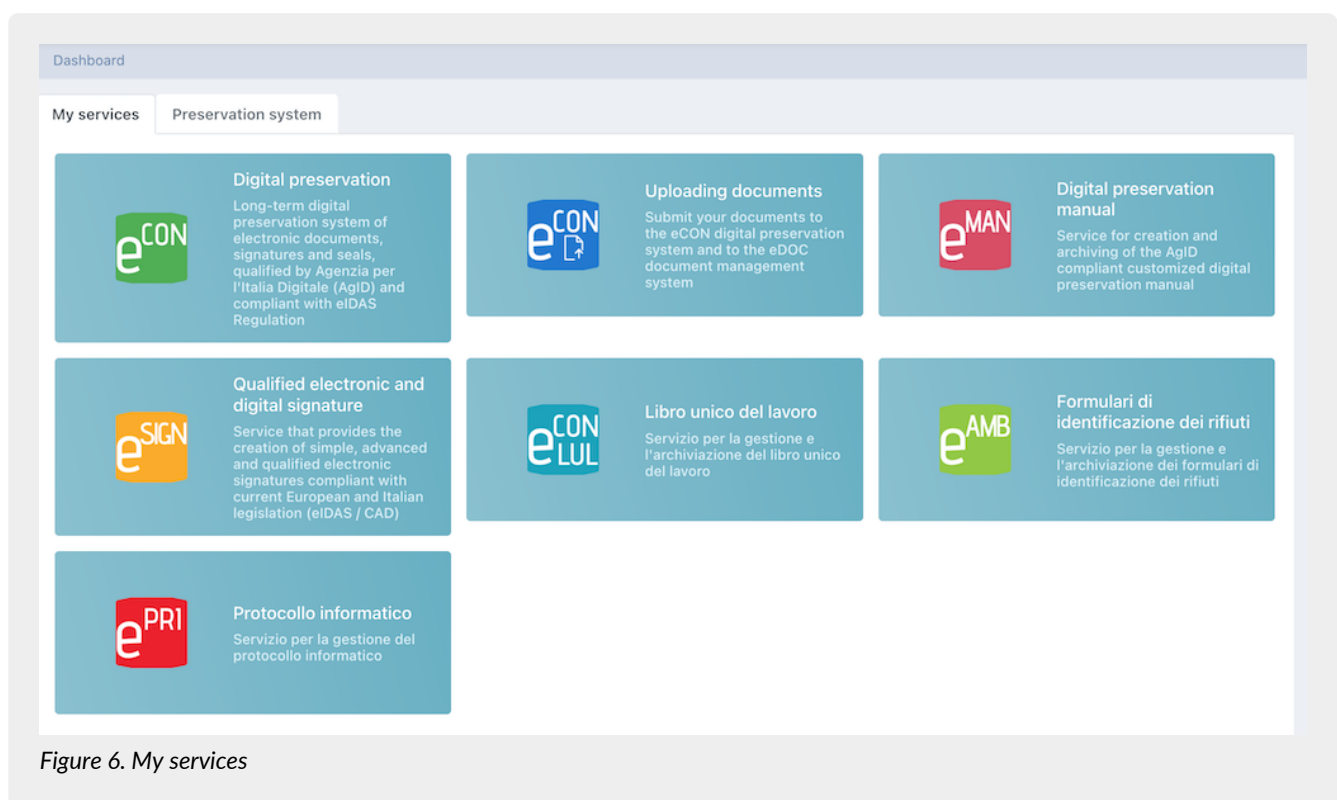 Dashboard
My services
Preservation system
eCON
Digital preservation
Long-term digital
preservation system of
electronic documents,
signatures and seals,
qualified by Agenzia per
l'Italia Digitale (AgID) and
compliant with eIDAS
Regulation
eCON
Uploading documents
Submit your documents to
the eCON digital preservation
system and to the eDOC
document management
system
eMAN
Digital preservation
manual
Service for creation and
archiving of the AgID
compliant customized digital
preservation manual
eSIGN
Qualified electronic and
digital signature
Service that provides the
creation of simple, advanced
and qualified electronic
signatures compliant with
current European and Italian
legislation (eIDAS / CAD)
eCON
LUL
Libro unico del lavoro
Servizio per la gestione e
l'archiviazione del libro unico
del lavoro
eAMB
Formulari di
identificazione dei rifiuti
Servizio per la gestione e
l'archiviazione dei formulari di
identificazione dei rifiuti
ePRI
Protocollo informatico
Servizio per la gestione del
protocollo informatico
Figure 6. My services